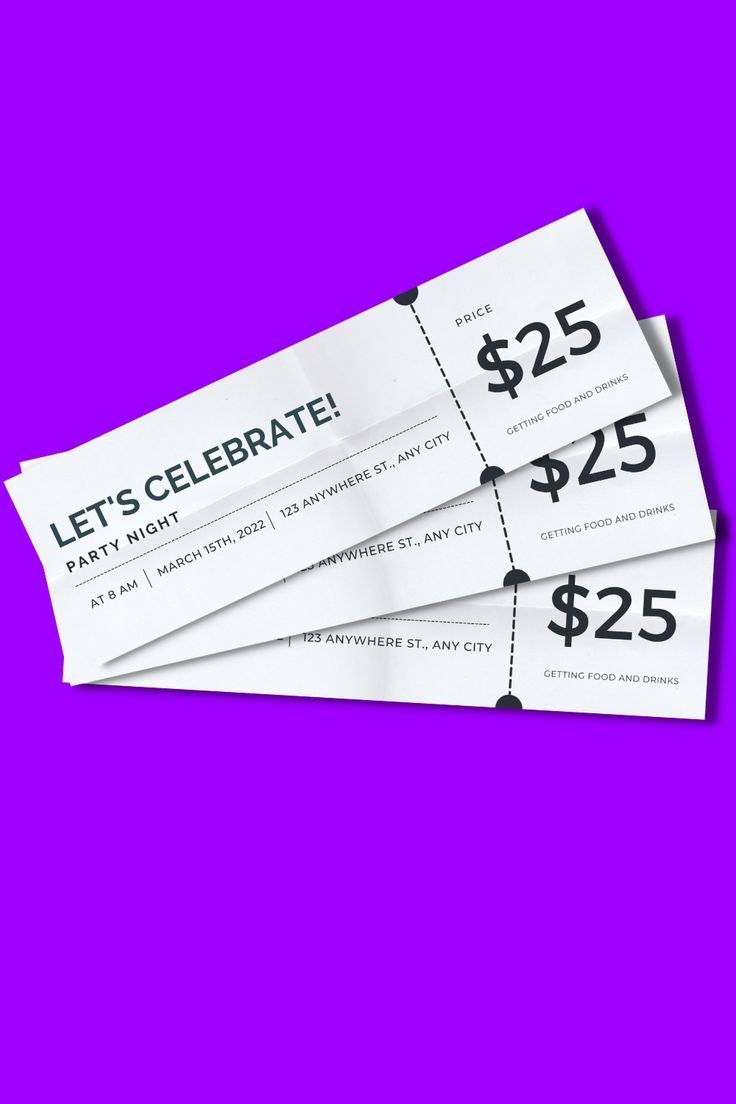 LET'S CELEBRATE!
PARTY NIGHT
AT 8 AM | MARCH 15TH, 2022 | 123 ANYWHERE ST., ANY CITY
PRICE
$25
GETTING FOOD AND DRINKS
ANYWHERE ST., ANY CITY
$25
GETTING FOOD AND DRINKS
| 123 ANYWHERE ST., ANY CITY
$25
GETTING FOOD AND DRINKS